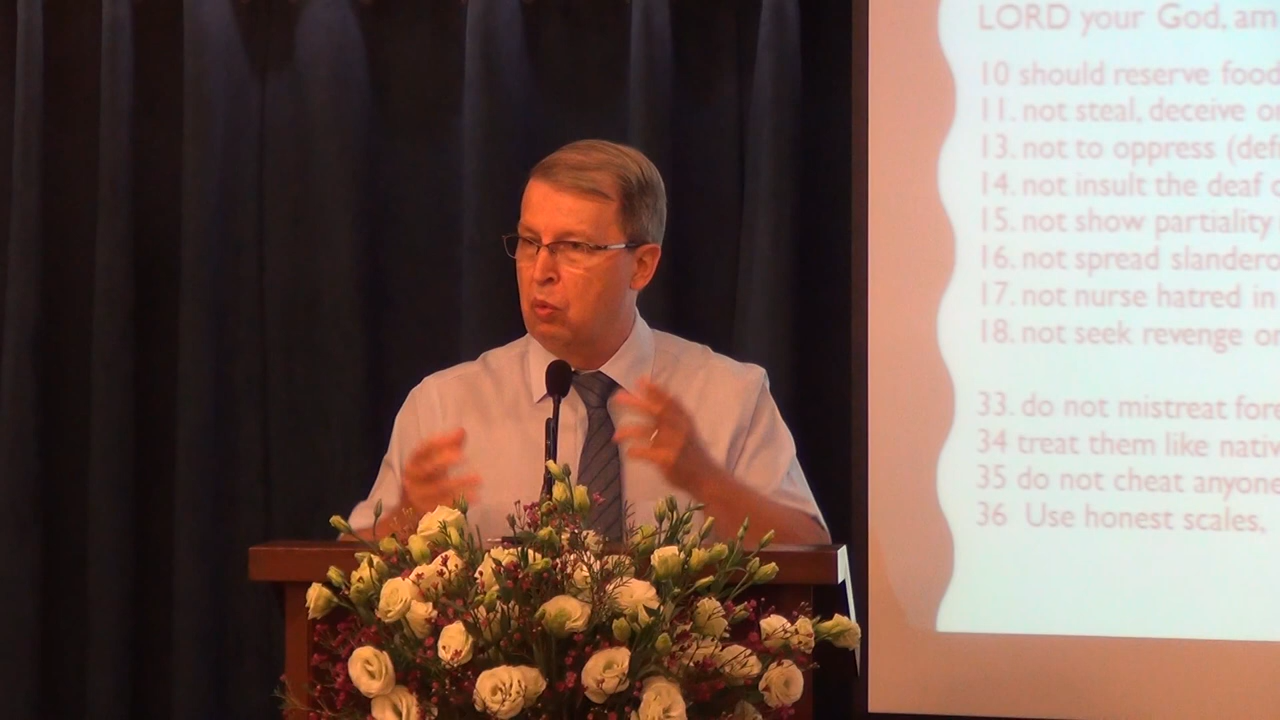 LORD your God, am
10 should reserve food
11. not steal, deceive or
13. not to oppress (def
14. not insult the deaf
15. not show partiality
16. not spread slandero
17. not nurse hatred in
18. not seek revenge or
33. do not mistreat for
34 treat them like nativ
35 do not cheat anyone
36 Use honest scales,